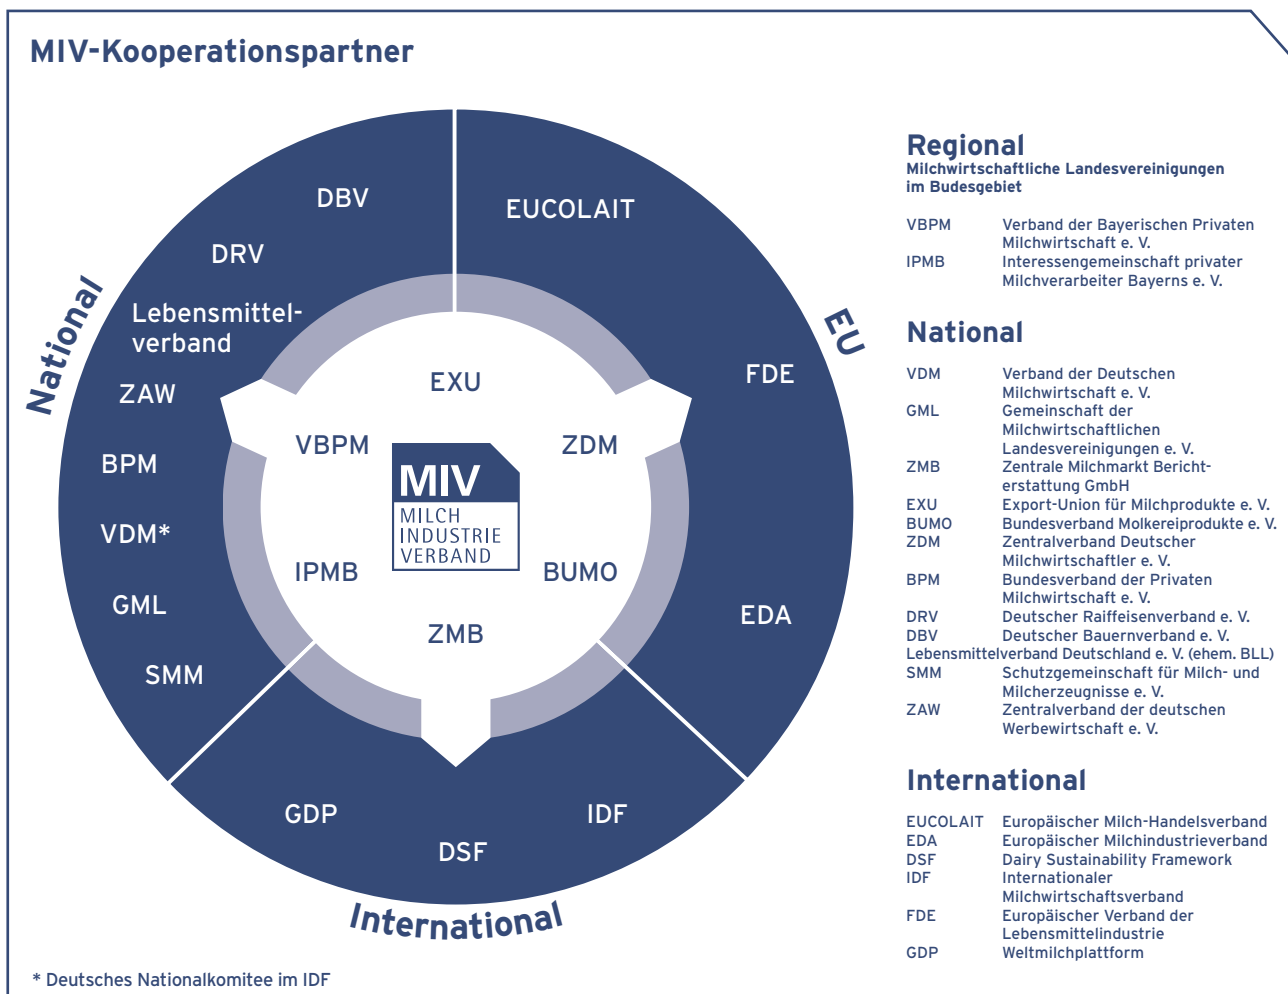 MIV-Kooperationspartner
DBV
EUCOLAIT
DRV
Lebensmittel-
verband
National
EU
ZAW
FDE
BPM
VDM*
GML
SMM
EDA
EXU
VBPM
ZDM
MIV
MILCH
INDUSTRIE
VERBAND
IPMB
BUMO
ZMB
GDP
IDF
DSF
International
* Deutsches Nationalkomitee im IDF
Regional
Milchwirtschaftliche Landesvereinigungen
im Budesgebiet
VBPM Verband der Bayerischen Privaten
Milchwirtschaft e. V.
IPMB Interessengemeinschaft privater
Milchverarbeiter Bayerns e. V.
National
VDM Verband der Deutschen
Milchwirtschaft e. V.
GML Gemeinschaft der
Milchwirtschaftlichen
Landesvereinigungen e. V.
ZMB Zentrale Milchmarkt Bericht-
erstattung GmbH
EXU Export-Union für Milchprodukte e. V.
BUMO Bundesverband Molkereiprodukte e. V.
ZDM Zentralverband Deutscher
Milchwirtschaftler e. V.
BPM Bundesverband der Privaten
Milchwirtschaft e. V.
DRV Deutscher Raiffeisenverband e. V.
DBV Deutscher Bauernverband e. V.
Lebensmittelverband Deutschland e. V. (ehem. BLL)
SMM Schutzgemeinschaft für Milch- und
Milcherzeugnisse e. V.
ZAW Zentralverband der deutschen
Werbewirtschaft e. V.
International
EUCOLAIT Europäischer Milch-Handelsverband
EDA Europäischer Milchindustrieverband
DSF Dairy Sustainability Framework
IDF Internationaler
Milchwirtschaftsverband
FDE Europäischer Verband der
Lebensmittelindustrie
GDP Weltmilchplattform